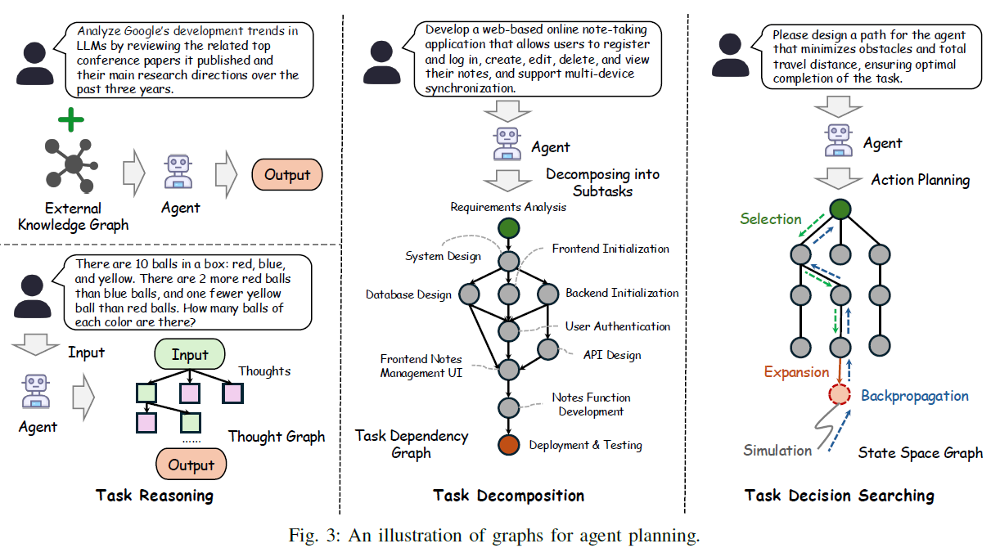 Analyze Google's development trends in
LLMs by reviewing the related top
conference papers it published and
their main research directions over the
past three years.
External
Knowledge Graph
Agent
Output
There are 10 balls in a box: red, blue,
and yellow. There are 2 more red balls
than blue balls, and one fewer yellow
ball than red balls. How many balls of
each color are there?
Input
Agent
Input
Thoughts
......
Thought Graph
Output
Task Reasoning
Develop a web-based online note-taking
application that allows users to register
and log in, create, edit, delete, and view
their notes, and support multi-device
synchronization.
Agent
Decomposing into
Subtasks
Requirements Analysis
System Design
Frontend Initialization
Database Design
Backend Initialization
User Authentication
API Design
Frontend Notes
Management UI
Notes Function
Development
Task Dependency
Graph
Deployment & Testing
Task Decomposition
Please design a path for the agent
that minimizes obstacles and total
travel distance, ensuring optimal
completion of the task.
Agent
Action Planning
Selection
Expansion
Backpropagation
Simulation
State Space Graph
Task Decision Searching
Fig. 3: An illustration of graphs for agent planning.